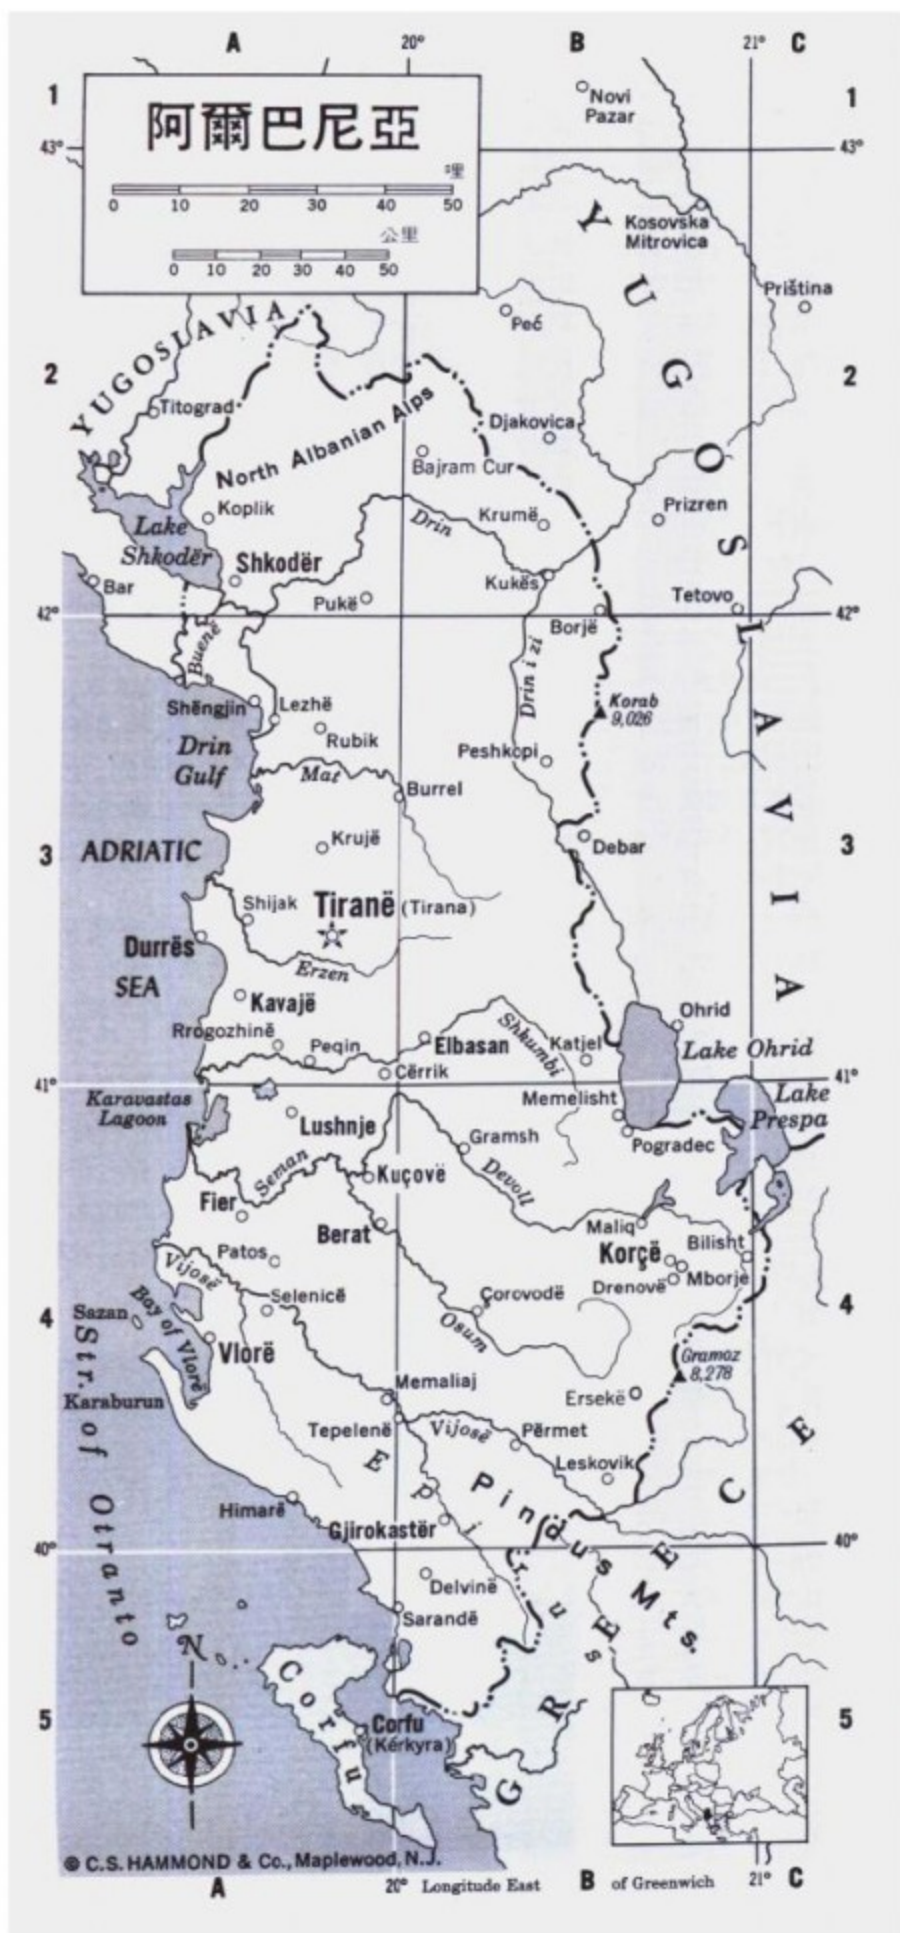 A
20°
B
21°
C
1
1
Novi
Pazar
阿爾巴尼亞
43°
43°
哩
0 10 20 30 40 50
公里
0 10 20 30 40 50
Kosovska
Mitrovica
YUGOSLAVIA
Priština
Peć
YUGOSLAVIA
2
2
Titograd
North Albanian Alps
Djakovica
Bajram Cur
Koplik
Drin
Krumë
Prizren
Lake
Shkodër
Shkodër
Bar
Pukë
Kukës
Tetovo
42°
42°
Borjë
Buenë
Drin i zi
Shëngjin
Lezhë
Korab
9,026
Rubik
Drin
Gulf
Peshkopi
Mat
Burrel
3
3
ADRIATIC
Krujë
Debar
Shijak
Tiranë (Tirana)
Durrës
Erzen
SEA
Kavajë
Ohrid
Rrogozhinë
Peqin
Elbasan
Shkumbi
Katjel
Lake Ohrid
Cërrik
41°
41°
Karavastas
Lagoon
Memelisht
Lake
Prespa
Lushnje
Gramsh
Pogradec
Seman
Kuçovë
Devoll
Fier
Berat
Maliq
Bilisht
Patos
Korçë
Vijosë
Drenovë
Mborje
Selenicë
Çorovodë
4
4
Sazan
Bay of Vlorë
Osum
Vlorë
Gramoz
8,278
Str. of Otranto
Karaburun
Memaliaj
Ersekë
Tepelenë
Vijosë
Përmet
Leskovik
Epirus
Pindus Mts.
Himarë
Gjirokastër
40°
40°
Delvinë
Sarandë
GREECE
N
Corfu
5
5
Corfu
(Kérkyra)
© C.S. HAMMOND & Co., Maplewood, N.J.
A
20°
Longitude East
B
of Greenwich
21°
C